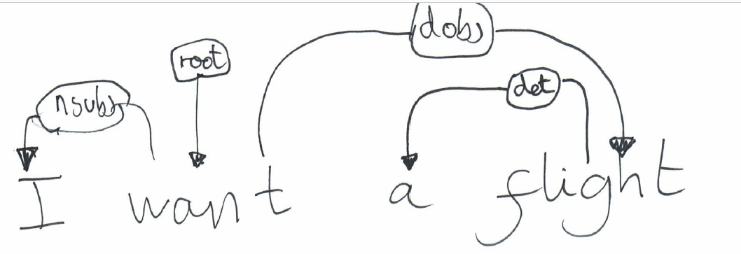 dobj
root
nsubj
det
I want a flight